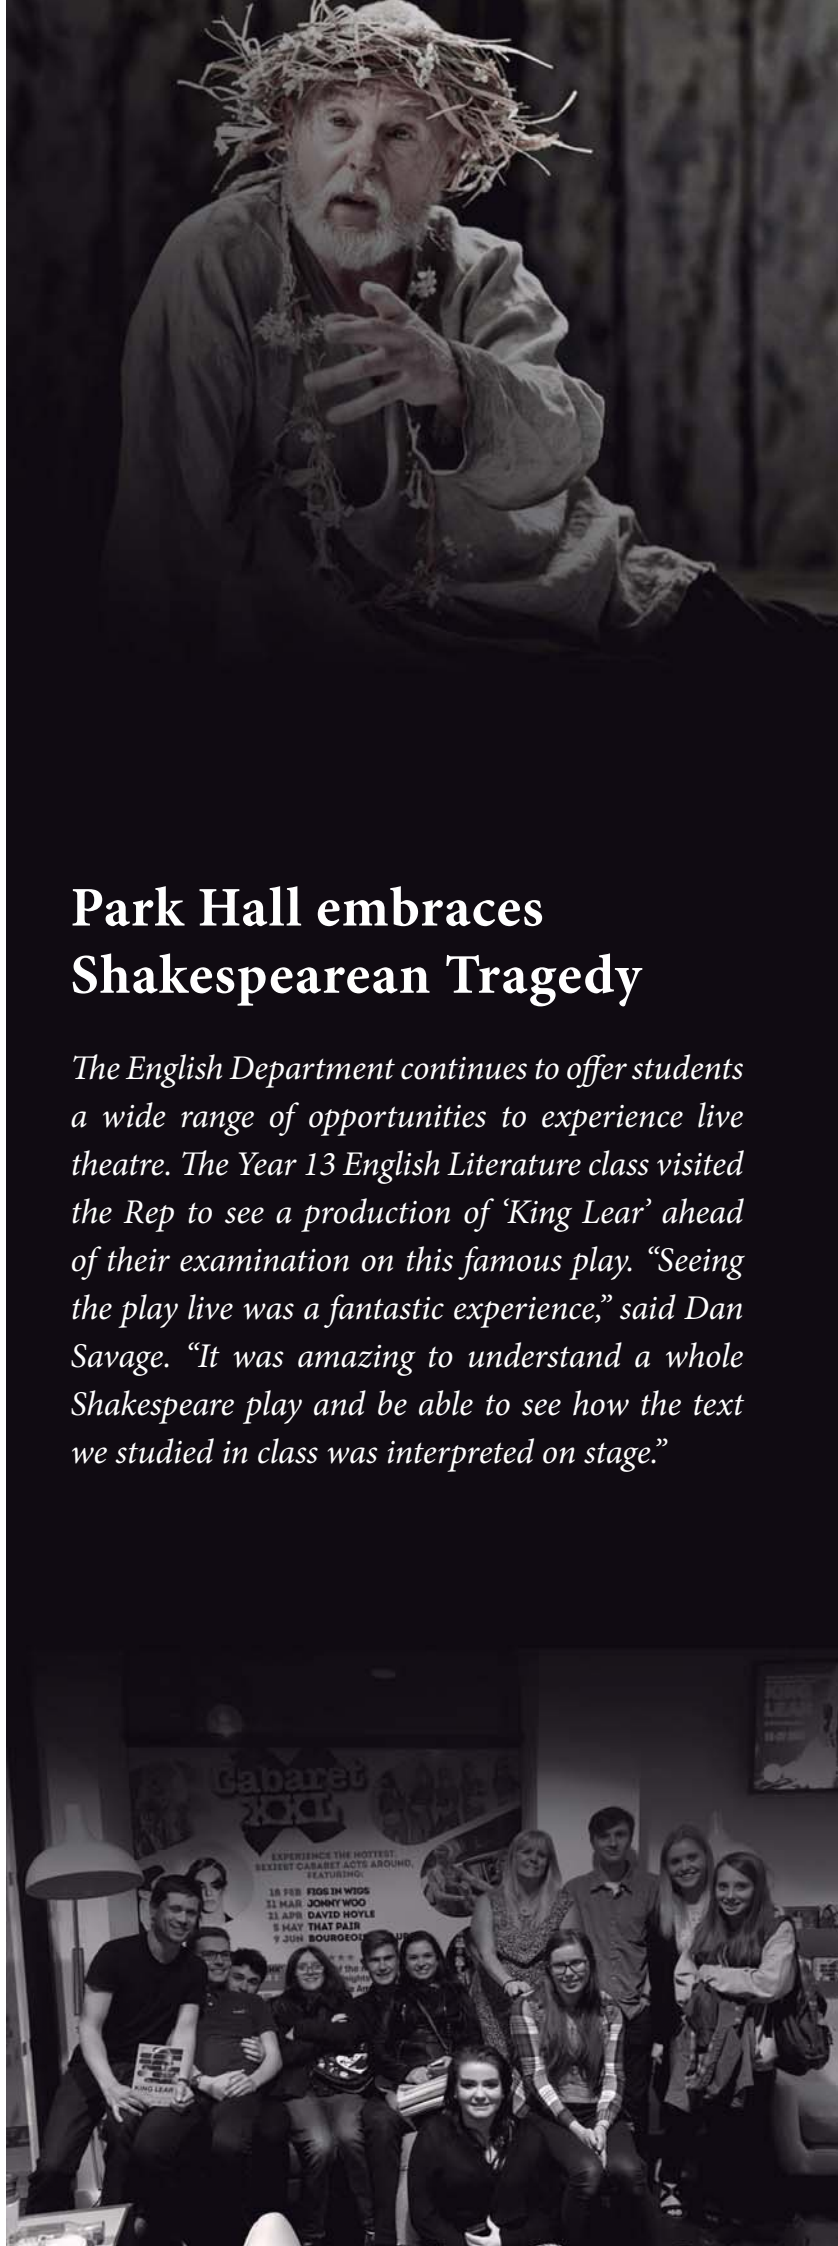 Park Hall embraces
Shakespearean Tragedy
The English Department continues to offer students
a wide range of opportunities to experience live
theatre. The Year 13 English Literature class visited
the Rep to see a production of ‘King Lear’ ahead
of their examination on this famous play. “Seeing
the play live was a fantastic experience,” said Dan
Savage. “It was amazing to understand a whole
Shakespeare play and be able to see how the text
we studied in class was interpreted on stage.”
Cabaret
XXL
EXPERIENCE THE HOTTEST,
SEXIEST CABARET ACTS AROUND,
FEATURING:
18 FEB FIGS IN WIGS
31 MAR JONNY WOO
21 APR DAVID HOYLE
5 MAY THAT PAIR
9 JUN
KING LEAR